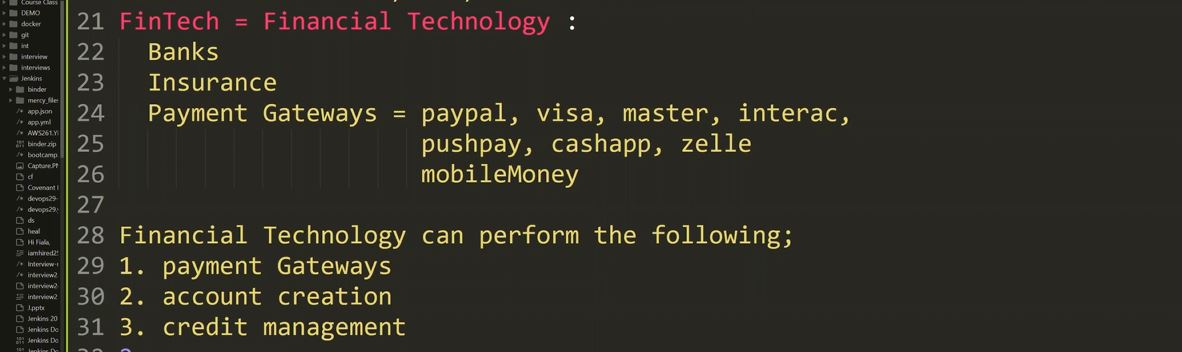 Course Class
DEMO
docker
git
int
interview
interviews
Jenkins
binder
mercy_files
app.json
app.yml
AWS261.Y
binder.zip
bootcamp.
Capture.P
cf
Covenant
devops29-
devops29.
ds
heal
Hi Fiala,
iamhired2
Interview-
interview2
interview2
interview2
J.pptx
Jenkins 20
Jenkins Do
Jenkins Do
Jenkins Do
21 FinTech = Financial Technology :
22 Banks
23 Insurance
24 Payment Gateways = paypal, visa, master, interac,
25 pushpay, cashapp, zelle
26 mobileMoney
27
28 Financial Technology can perform the following;
29 1. payment Gateways
30 2. account creation
31 3. credit management